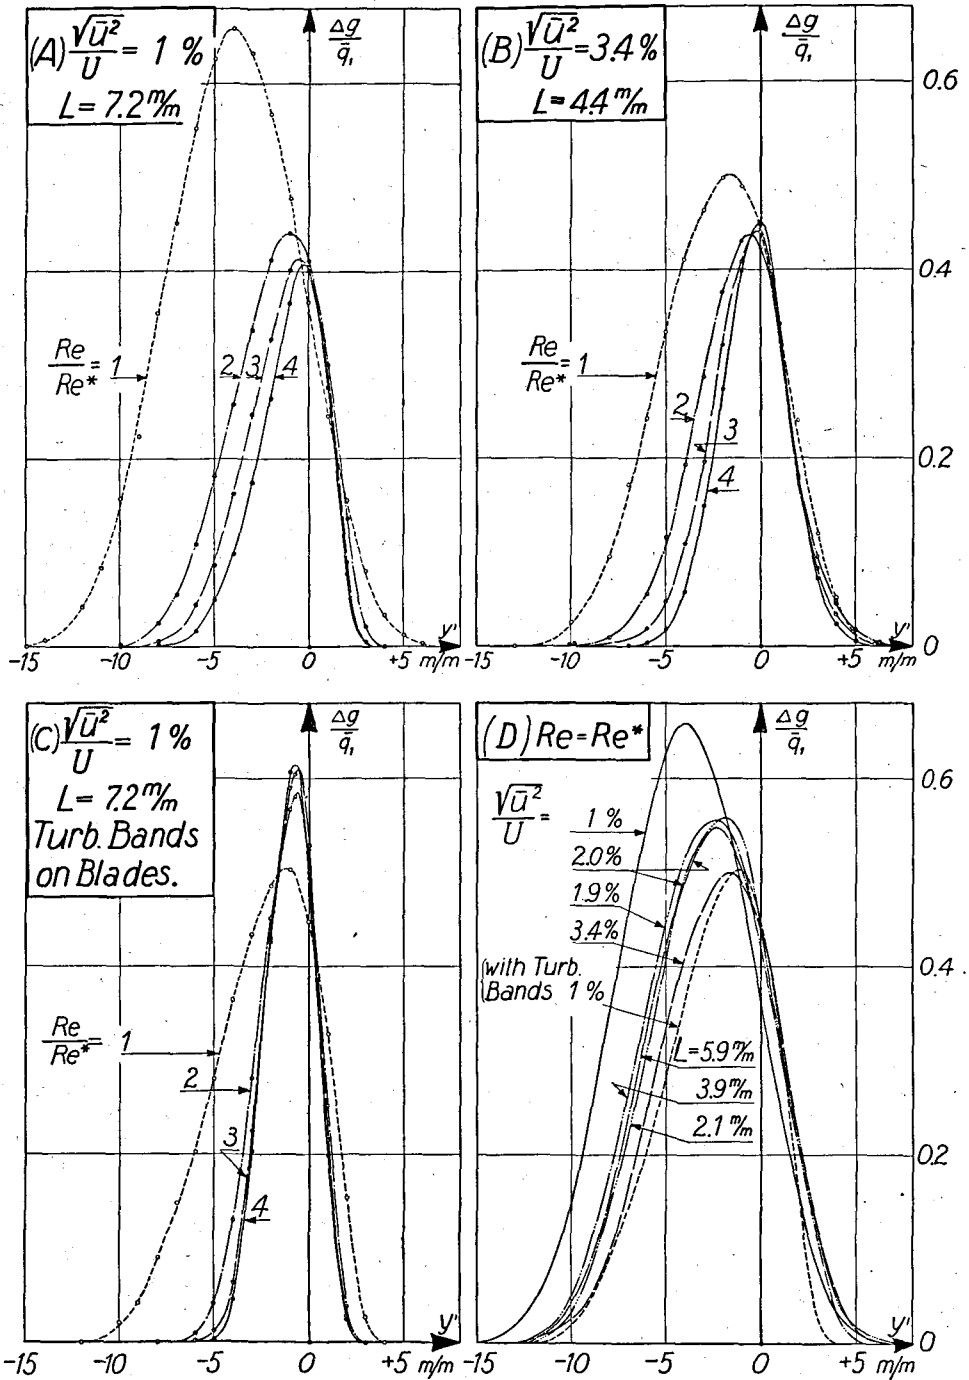 (A) √ū² / U = 1 %
L = 7.2 m/m
Δg / q̄₁
Re / Re* = 1
2 3 4
y'
-15 -10 -5 0 +5 m/m
(B) √ū² / U = 3.4 %
L = 4.4 m/m
Δg / q̄₁
0.6
0.4
Re / Re* = 1
2
3
0.2
4
y'
0
-15 -10 -5 0 +5 m/m
(C) √ū² / U = 1 %
L = 7.2 m/m
Turb. Bands
on Blades.
Δg / q̄₁
Re / Re* = 1
2
3
4
y'
-15 -10 -5 0 +5 m/m
(D) Re = Re*
Δg / q̄₁
0.6
√ū² / U =
1 %
2.0 %
1.9 %
3.4 %
0.4
(with Turb.
Bands 1 %
L = 5.9 m/m
3.9 m/m
2.1 m/m
0.2
y'
0
-15 -10 -5 0 +5 m/m